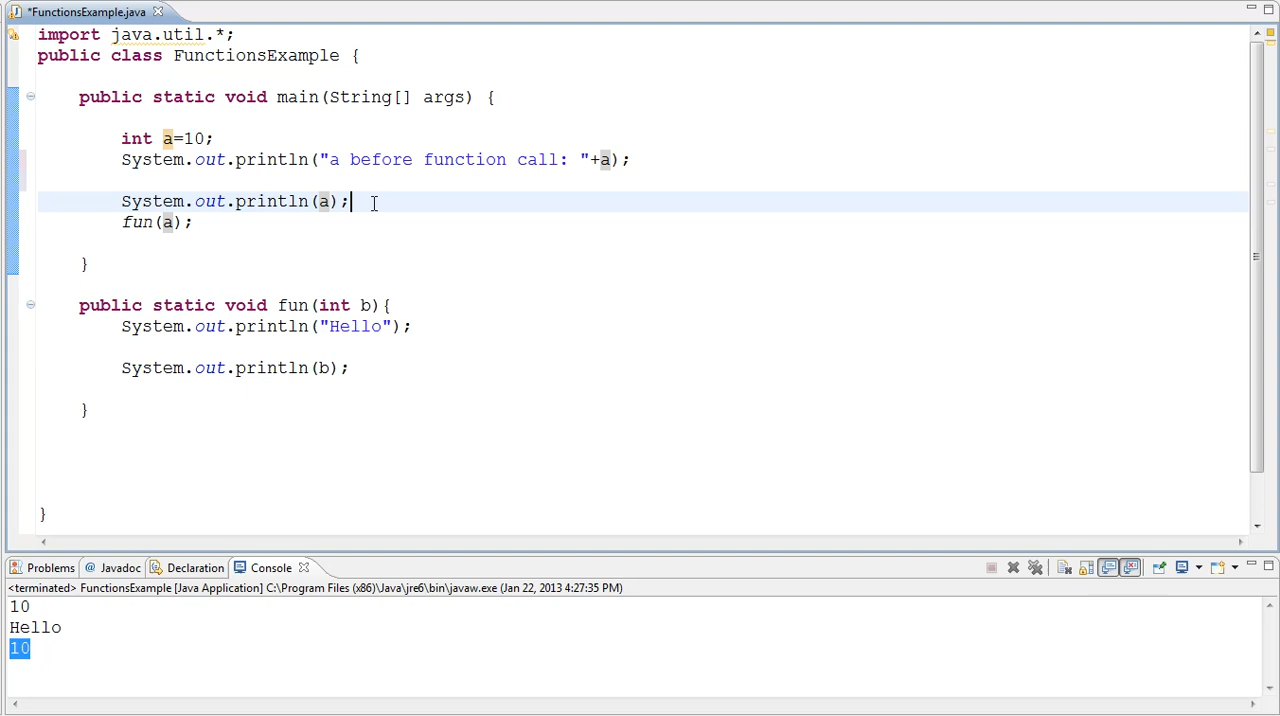 *FunctionsExample.java
import java.util.*;
public class FunctionsExample {
public static void main(String[] args) {
int a=10;
System.out.println("a before function call: "+a);
System.out.println(a);
fun(a);
}
public static void fun(int b){
System.out.println("Hello");
System.out.println(b);
}
}
Problems @ Javadoc Declaration Console
<terminated> FunctionsExample [Java Application] C:\Program Files (x86)\Java\jre6\bin\javaw.exe (Jan 22, 2013 4:27:35 PM)
10
Hello
10